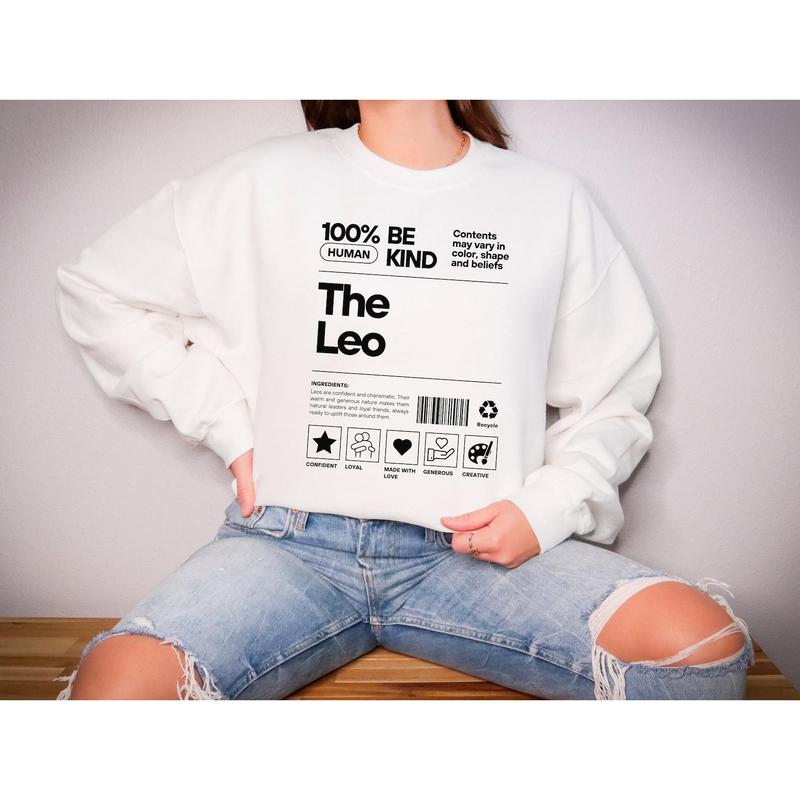 100% BE
HUMAN KIND
Contents
may vary in
color, shape
and beliefs
The
Leo
INGREDIENTS:
Leos are confident and charismatic. Their
warm and generous nature makes them
natural leaders and loyal friends, always
ready to uplift those around them.
Recycle
CONFIDENT
LOYAL
MADE WITH
LOVE
GENEROUS
CREATIVE